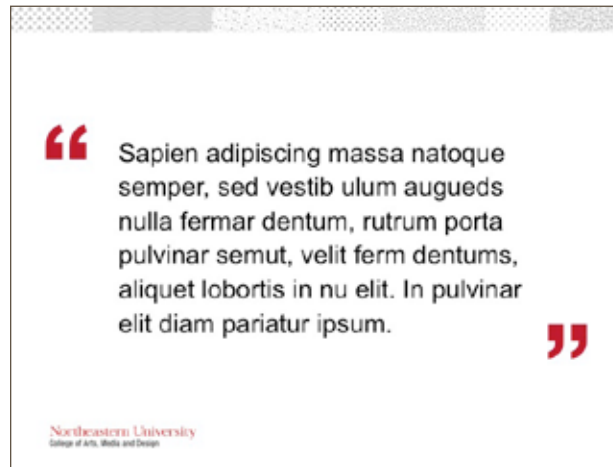 “ Sapien adipiscing massa natoque
semper, sed vestib ulum augueds
nulla fermar dentum, rutrum porta
pulvinar semut, velit ferm dentums,
aliquet lobortis in nu elit. In pulvinar
elit diam pariatur ipsum. ”
Northeastern University
College of Arts, Media and Design